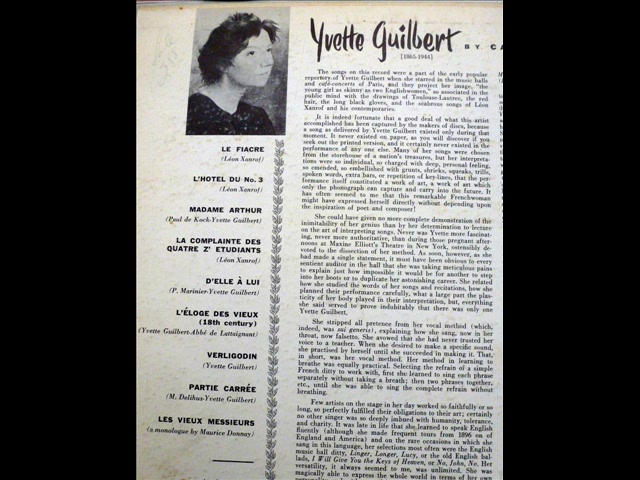 Yvette Guilbert BY CA
[1865-1944]
LE FIACRE
(Léon Xanrof)
L'HOTEL DU No. 3
(Léon Xanrof)
MADAME ARTHUR
(Paul de Kock-Yvette Guilbert)
LA COMPLAINTE DES
QUATRE Z' ETUDIANTS
(Léon Xanrof)
D'ELLE À LUI
(P. Marinier-Yvette Guilbert)
L'ÉLOGE DES VIEUX
(18th century)
(Yvette Guilbert-Abbé de Lattaignant)
VERLIGODIN
(Yvette Guilbert)
PARTIE CARRÉE
(M. Delihus-Yvette Guilbert)
LES VIEUX MESSIEURS
(a monologue by Maurice Donnay)
The songs on this record were a part of the early popular
repertory of Yvette Guilbert when she starred in the music halls
and café-concerts of Paris, and they project her image, "the
young girl as skinny as two Englishwomen," so associated in the
public mind with the drawings of Toulouse-Lautrec, the red
hair, the long black gloves, and the scabrous songs of Léon
Xanrof and his contemporaries.
It is indeed fortunate that a good deal of what this artist
accomplished has been captured by the makers of discs, because
a song as delivered by Yvette Guilbert existed only during that
moment. It never existed on paper, as you will discover if you
seek out the printed version, and it certainly never existed in the
performance of any one else. Many of her songs were chosen
from the storehouse of a nation's treasures, but her interpreta-
tions were so individual, so charged with deep, personal feeling,
so extended, so embellished with grunts, shrieks, squeaks, trills,
spoken words, extra bars, or repetition of key-lines, that the per-
formance itself constituted a work of art, a work of art which
only the phonograph can capture and carry into the future. It
has often seemed to me that this remarkable Frenchwoman
might have expressed herself directly without depending upon
the inspiration of poet and composer!
She could have given no more complete demonstration of the
inimitability of her genius than by her determination to lecture
on the art of interpreting songs. Never was Yvette more fascinat-
ing, never more authoritative, than during those pregnant after-
noons at Maxine Elliott's Theatre in New York, ostensibly de-
voted to the dissection of her method. As soon, however, as she
had made a single statement, it must have been obvious to every
sentient auditor in the hall that she was taking meticulous pains
to explain just how impossible it would be for another to step
into her boots or to duplicate her astonishing career. She related
how she studied the words of her songs and recitations, how she
planned their performance carefully, what a large part the plas-
ticity of her body played in their interpretation, but, everything
she said served to prove indubitably that there was only one
Yvette Guilbert.
She stripped all pretense from her vocal method (which,
indeed, was sui generis), explaining how she sang, now in her
throat, now falsetto. She avowed that she had never trusted her
voice to a teacher. When she desired to make a specific sound,
she practised by herself until she succeeded in making it. That,
in short, was her vocal method. Her method in learning to
breathe was equally practical. Selecting the refrain of a simple
French ditty to work with, first she learned to sing each phrase
separately without taking a breath; then two phrases together,
etc., until she was able to sing the complete refrain without
breathing.
Few artists on the stage in her day worked so faithfully or so
long, so perfectly fulfilled their obligations to their art; certainly
no other singer was so deeply imbued with humanity, tolerance,
and charity. It was late in life that she learned to speak English
fluently (although she made frequent tours from 1896 on of
England and America) and on the rare occasions in which she
sang in this language, her selections most often were the English
music hall ditty, Linger, Longer, Lucy, or the old English bal-
lads, I Will Give You the Keys of Heaven, or No, John, No. Her
versatility, it always seemed to me, was unlimited. She was
magically able to express the whole world in terms of her own